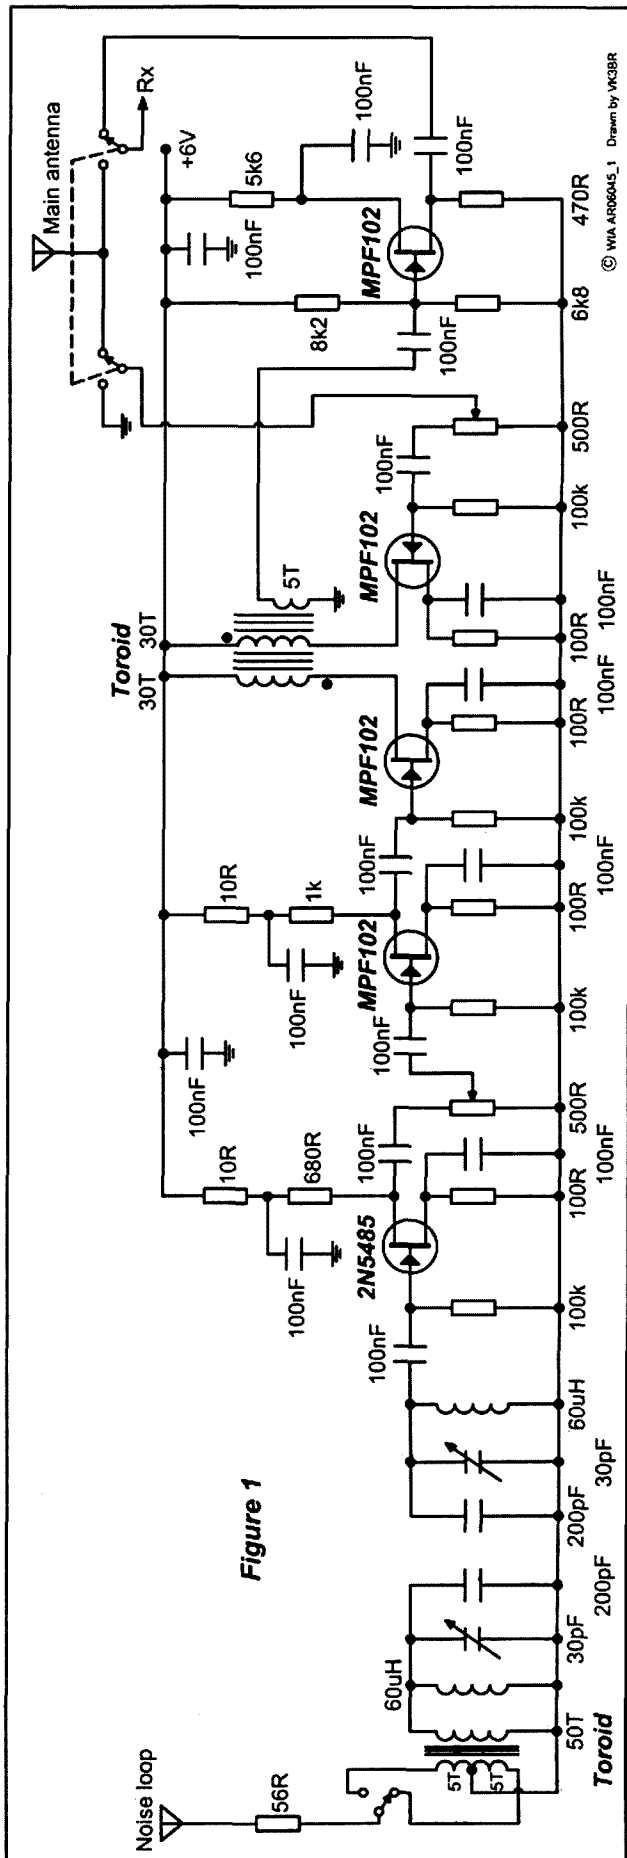 Main antenna
Rx
+6V
100nF
5k6
100nF
100nF
MPF102
8k2
100nF
470R
6k8
5T
Toroid
30T
30T
MPF102
100nF
500R
100k
100nF
100R
MPF102
100nF
100R
100k
10R
1k
100nF
100nF
MPF102
100nF
100R
100k
100nF
100nF
10R
680R
100nF
100nF
2N5485
500R
100nF
100R
100k
100nF
60uH
30pF
200pF
Figure 1
200pF
30pF
60uH
50T
5T
5T
Toroid
Noise loop
56R
© WIA ARD6045_1 Drawn by VK3BR